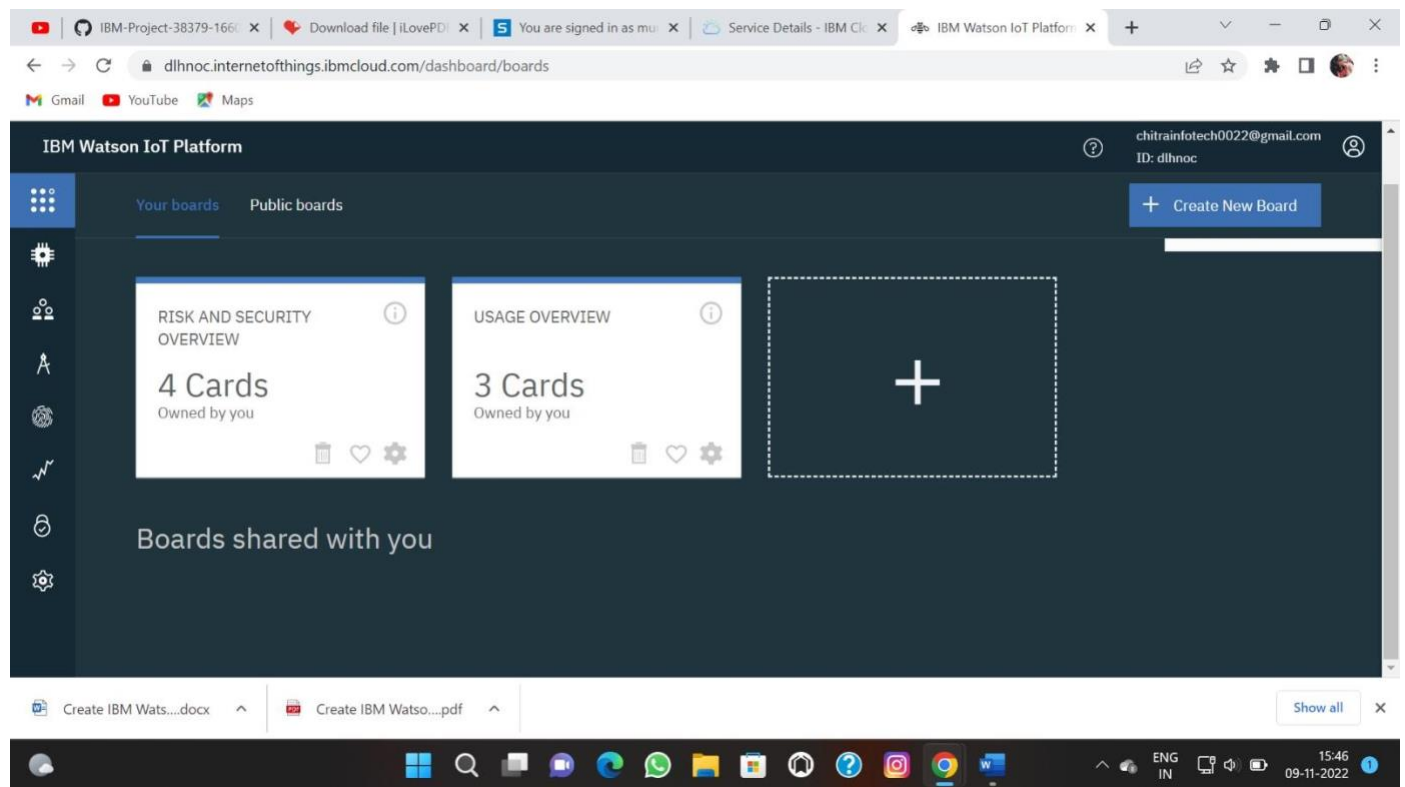 IBM-Project-38379-166
Download file | iLovePD
You are signed in as mu
Service Details - IBM Clo
IBM Watson IoT Platform
dlhnoc.internetofthings.ibmcloud.com/dashboard/boards
Gmail YouTube Maps
IBM Watson IoT Platform
chitrainfotech0022@gmail.com
ID: dlhnoc
Your boards Public boards
Create New Board
RISK AND SECURITY
OVERVIEW
4 Cards
Owned by you
USAGE OVERVIEW
3 Cards
Owned by you
Boards shared with you
Create IBM Wats....docx
Create IBM Watso....pdf
Show all
ENG
IN
15:46
09-11-2022
1